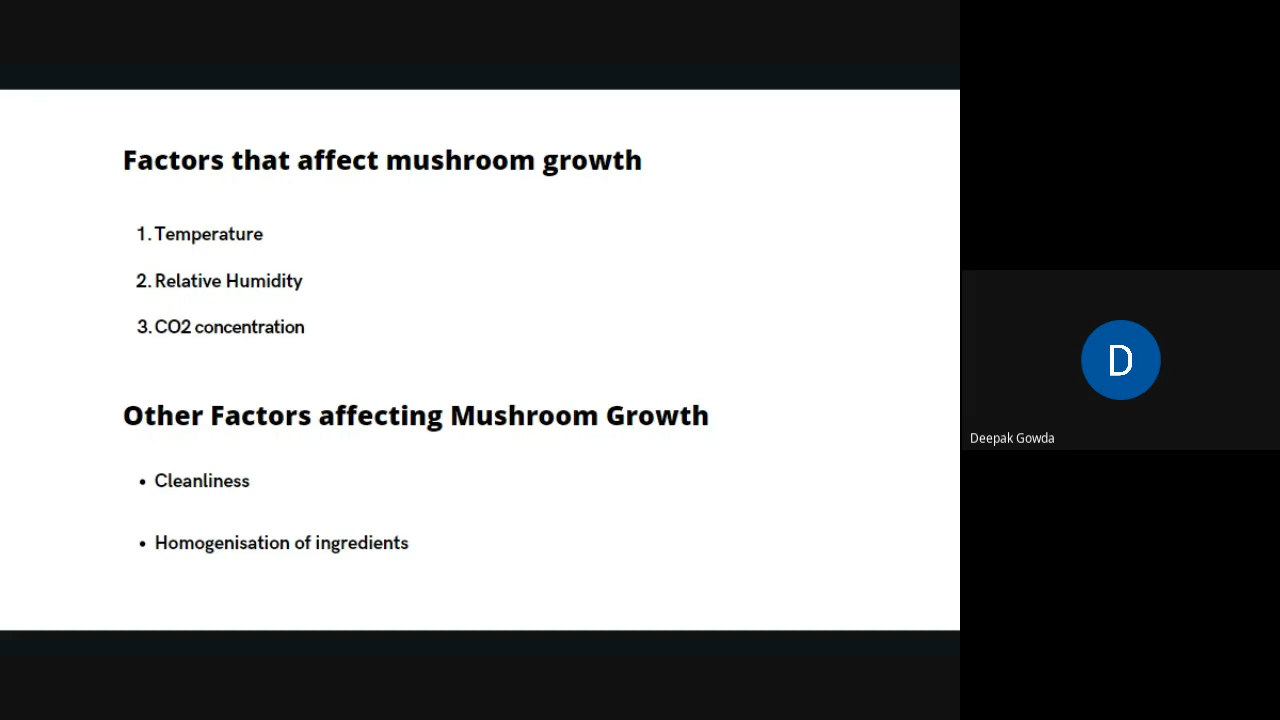 Factors that affect mushroom growth
1. Temperature
2. Relative Humidity
3. CO2 concentration
Other Factors affecting Mushroom Growth
• Cleanliness
• Homogenisation of ingredients
D
Deepak Gowda